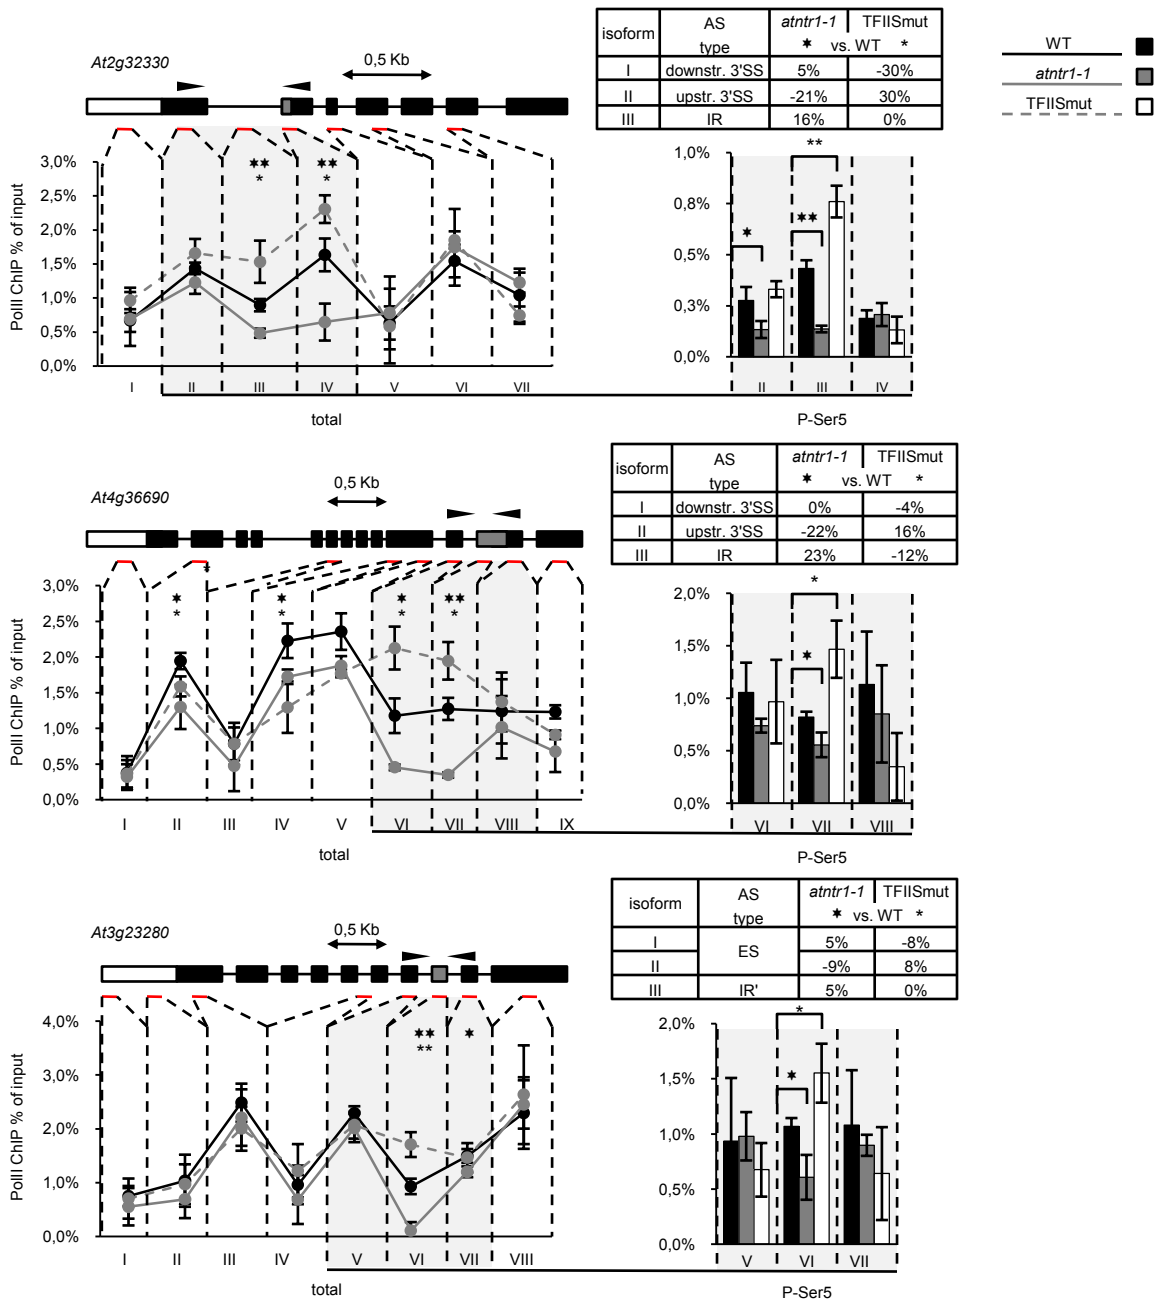 isoform AS type atntr1-1 TFIISmut
✶ vs. WT *
I downstr. 3'SS 5% -30%
II upstr. 3'SS -21% 30%
III IR 16% 0%
WT
atntr1-1
TFIISmut
At2g32330
0,5 Kb
PolII ChIP % of input
3,0%
2,5%
2,0%
1,5%
1,0%
0,5%
0,0%
✶✶ ✶✶
* *
I II III IV V VI VII
total
1,0%
0,8%
0,5%
0,3%
0,0%
**
✶✶
✶
II III IV
P-Ser5
isoform AS type atntr1-1 TFIISmut
✶ vs. WT *
I downstr. 3'SS 0% -4%
II upstr. 3'SS -22% 16%
III IR 23% -12%
At4g36690
0,5 Kb
PolII ChIP % of input
3,0%
2,5%
2,0%
1,5%
1,0%
0,5%
0,0%
✶ ✶ ✶ ✶✶
* * * *
I II III IV V VI VII VIII IX
total
2,0%
1,5%
1,0%
0,5%
0,0%
*
✶
VI VII VIII
P-Ser5
isoform AS type atntr1-1 TFIISmut
✶ vs. WT *
I ES 5% -8%
II -9% 8%
III IR' 5% 0%
At3g23280
0,5 Kb
PolII ChIP % of input
4,0%
3,0%
2,0%
1,0%
0,0%
✶✶ ✶
**
I II III IV V VI VII VIII
total
2,0%
1,5%
1,0%
0,5%
0,0%
*
✶
V VI VII
P-Ser5